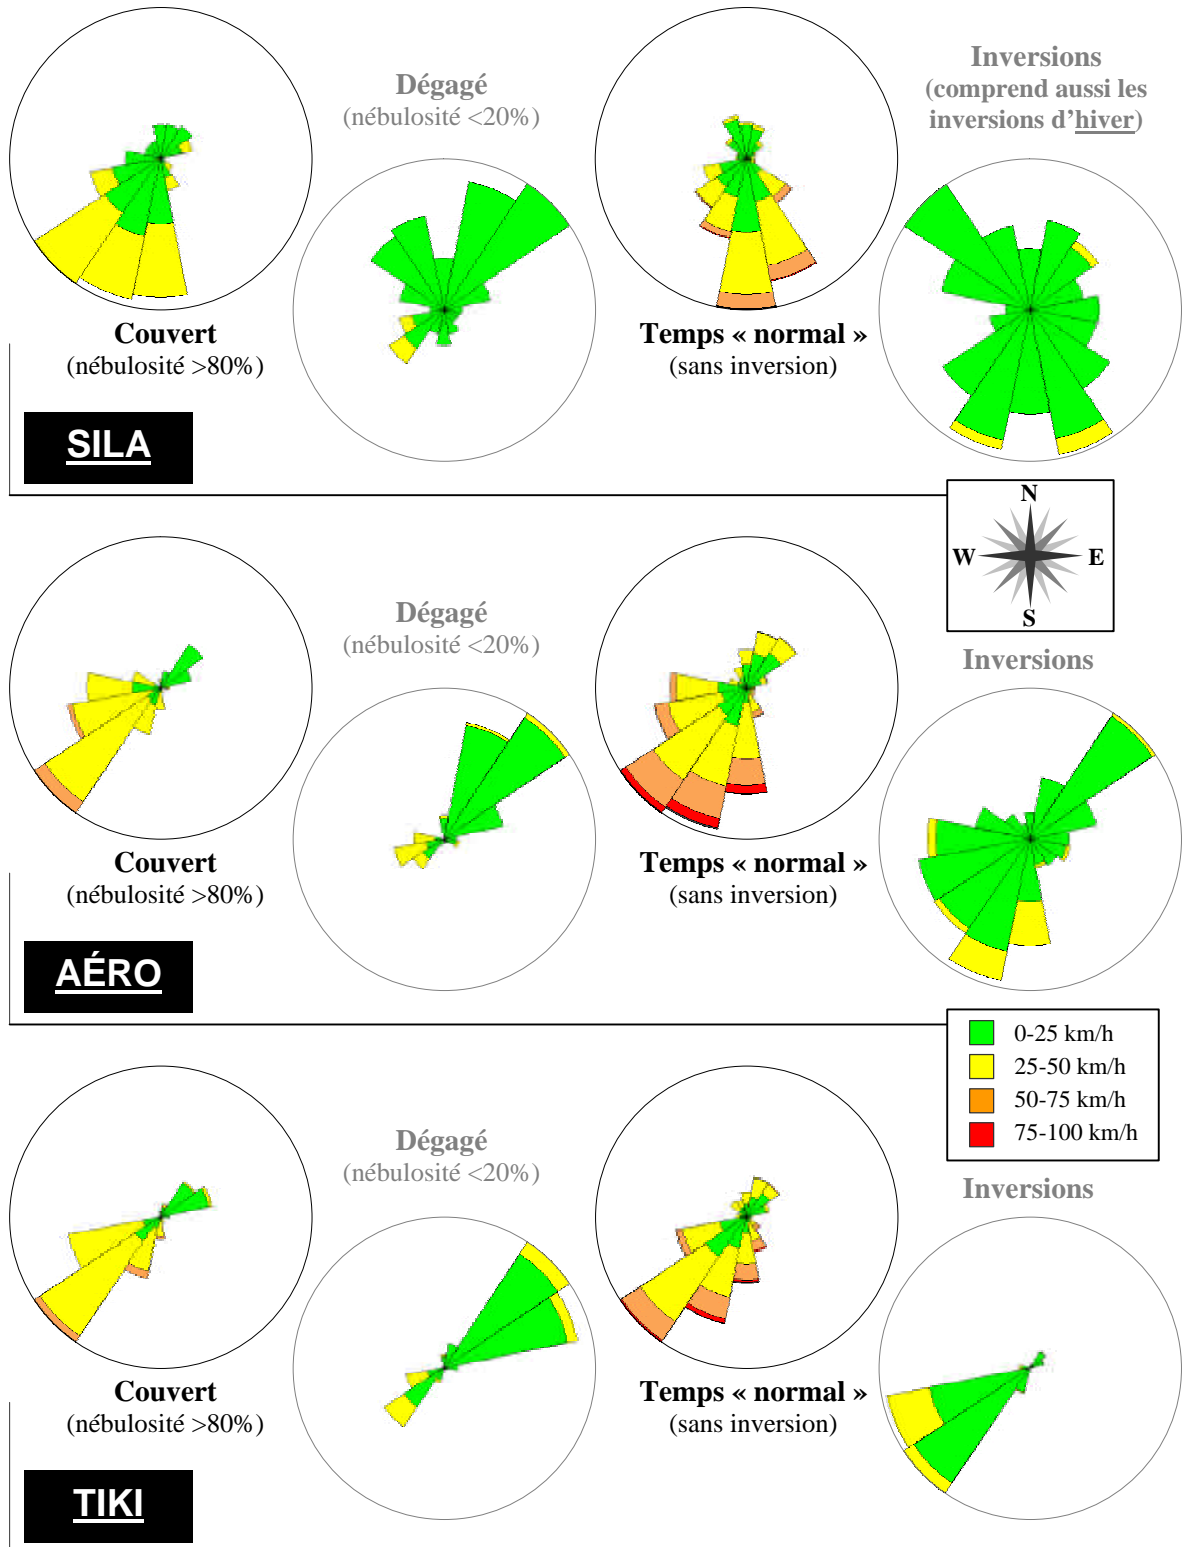 Dégagé
(nébulosité <20%)
Inversions
(comprend aussi les
inversions d'hiver)
Couvert
(nébulosité >80%)
Temps « normal »
(sans inversion)
SILA
N
W
E
S
Dégagé
(nébulosité <20%)
Inversions
Couvert
(nébulosité >80%)
Temps « normal »
(sans inversion)
AÉRO
0-25 km/h
25-50 km/h
50-75 km/h
75-100 km/h
Dégagé
(nébulosité <20%)
Inversions
Couvert
(nébulosité >80%)
Temps « normal »
(sans inversion)
TIKI